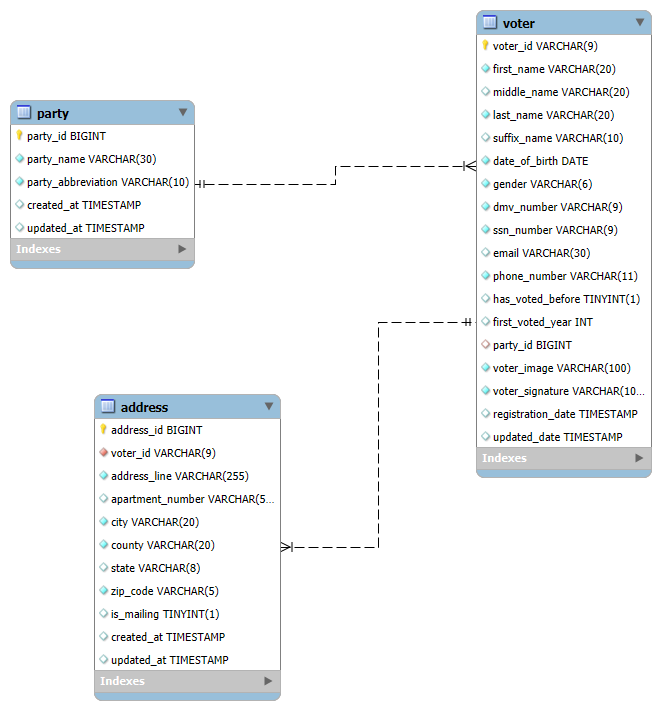 party
party_id BIGINT
party_name VARCHAR(30)
party_abbreviation VARCHAR(10)
created_at TIMESTAMP
updated_at TIMESTAMP
Indexes
voter
voter_id VARCHAR(9)
first_name VARCHAR(20)
middle_name VARCHAR(20)
last_name VARCHAR(20)
suffix_name VARCHAR(10)
date_of_birth DATE
gender VARCHAR(6)
dmv_number VARCHAR(9)
ssn_number VARCHAR(9)
email VARCHAR(30)
phone_number VARCHAR(11)
has_voted_before TINYINT(1)
first_voted_year INT
party_id BIGINT
voter_image VARCHAR(100)
voter_signature VARCHAR(10...
registration_date TIMESTAMP
updated_date TIMESTAMP
Indexes
address
address_id BIGINT
voter_id VARCHAR(9)
address_line VARCHAR(255)
apartment_number VARCHAR(5...
city VARCHAR(20)
county VARCHAR(20)
state VARCHAR(8)
zip_code VARCHAR(5)
is_mailing TINYINT(1)
created_at TIMESTAMP
updated_at TIMESTAMP
Indexes